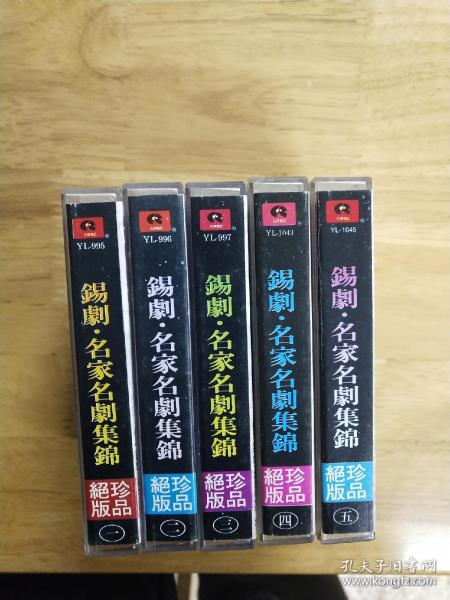 CRSC
YL-995
錫劇·名家名劇集錦
珍品
絕版
一
CRSC
YL-996
錫劇·名家名劇集錦
珍品
絕版
二
CRSC
YL-997
錫劇·名家名劇集錦
珍品
絕版
三
CRSC
YL-1043
錫劇·名家名劇集錦
珍品
絕版
四
CRSC
YL-1045
錫劇·名家名劇集錦
珍品
絕版
五
孔夫子旧书网
www.kongfz.com